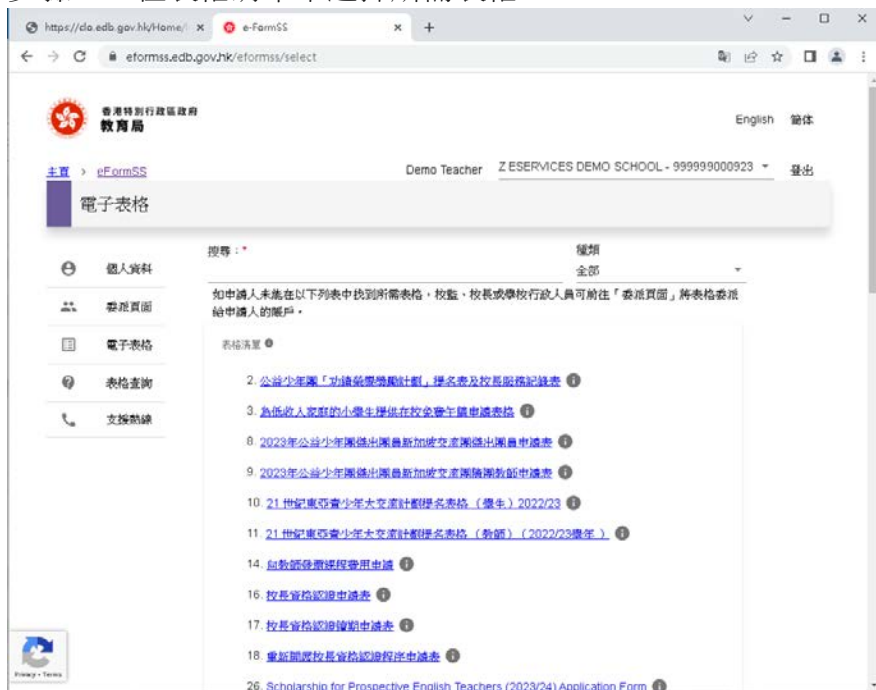 https://clo.edb.gov.hk/Home/
e-FormSS
eformss.edb.gov.hk/eformss/select
香港特別行政區政府
教育局
English 簡体
主頁 › eFormSS
Demo Teacher Z ESERVICES DEMO SCHOOL - 999999000923 登出
電子表格
搜尋：*
種類
全部
個人資料
委派頁面
電子表格
表格查詢
支援熱線
如申請人未能在以下列表中找到所需表格，校監、校長或學校行政人員可前往「委派頁面」將表格委派
給申請人的賬戶。
表格清單
2. 公益少年團「功績榮譽獎勵計劃」提名表及校長服務記錄表
3. 為低收入家庭的小學生提供在校免費午膳申請表格
8. 2023年公益少年團傑出團員新加坡交流團傑出團員申請表
9. 2023年公益少年團傑出團員新加坡交流團隨團教師申請表
10. 21 世紀東亞青少年大交流計劃提名表格（學生）2022/23
11. 21 世紀東亞青少年大交流計劃提名表格（教師）（2022/23學年）
14. 向教師發還課程費用申請
16. 校長資格認證申請表
17. 校長資格認證續期申請表
18. 重新開展校長資格認證程序申請表
26. Scholarship for Prospective English Teachers (2023/24) Application Form
Privacy - Terms